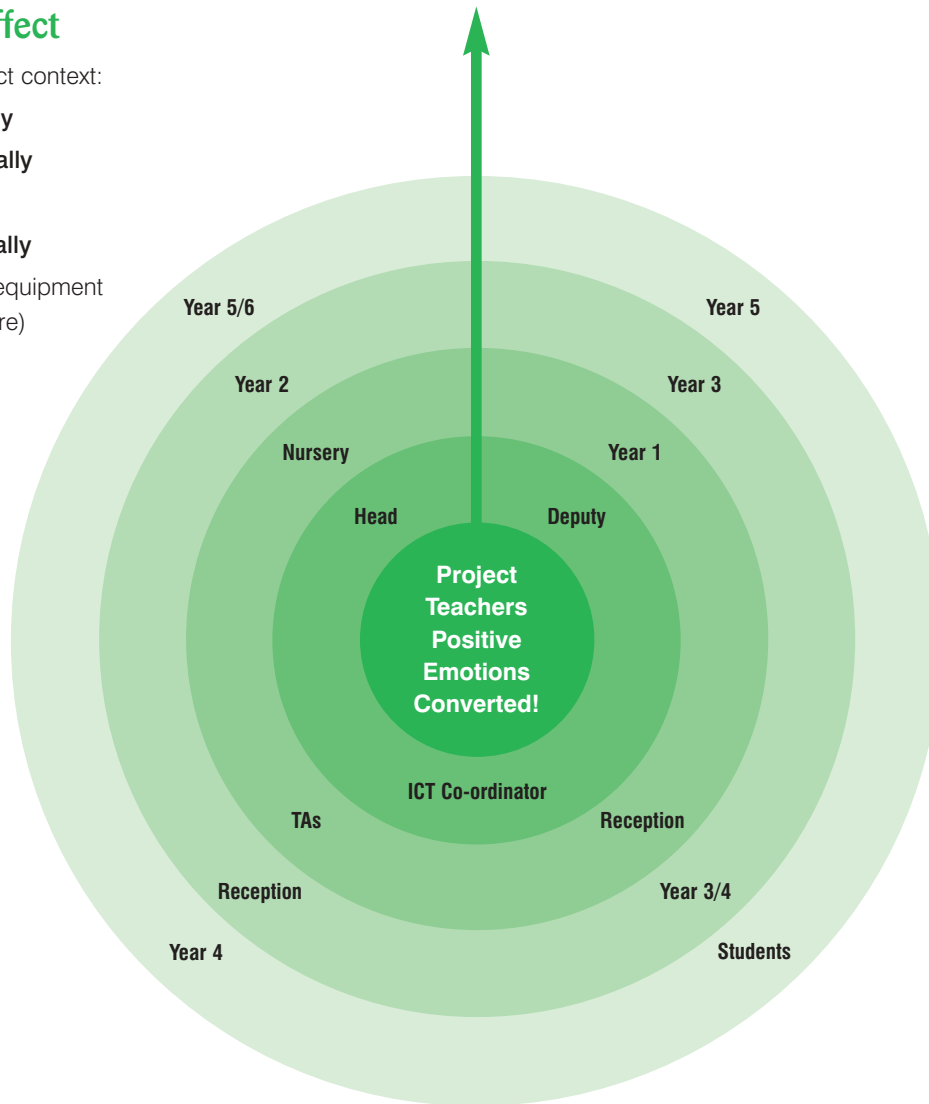 ffect
ct context:
y
ally
ally
equipment
re)
Year 5/6
Year 5
Year 2
Year 3
Nursery
Year 1
Head
Deputy
Project
Teachers
Positive
Emotions
Converted!
ICT Co-ordinator
TAs
Reception
Reception
Year 3/4
Year 4
Students